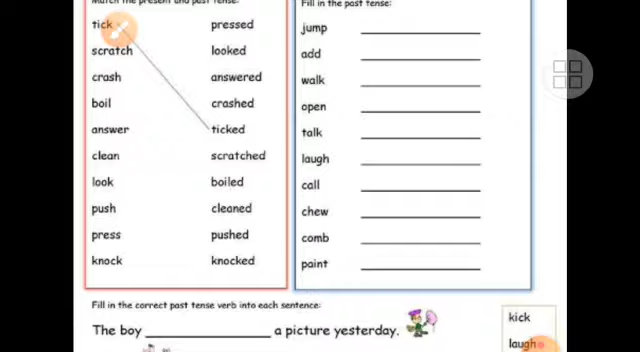 Match the present and past tense:
tick pressed
scratch looked
crash answered
boil crashed
answer ticked
clean scratched
look boiled
push cleaned
press pushed
knock knocked
Fill in the past tense:
jump
add
walk
open
talk
laugh
call
chew
comb
paint
Fill in the correct past tense verb into each sentence:
The boy ____________ a picture yesterday.
kick
laugh